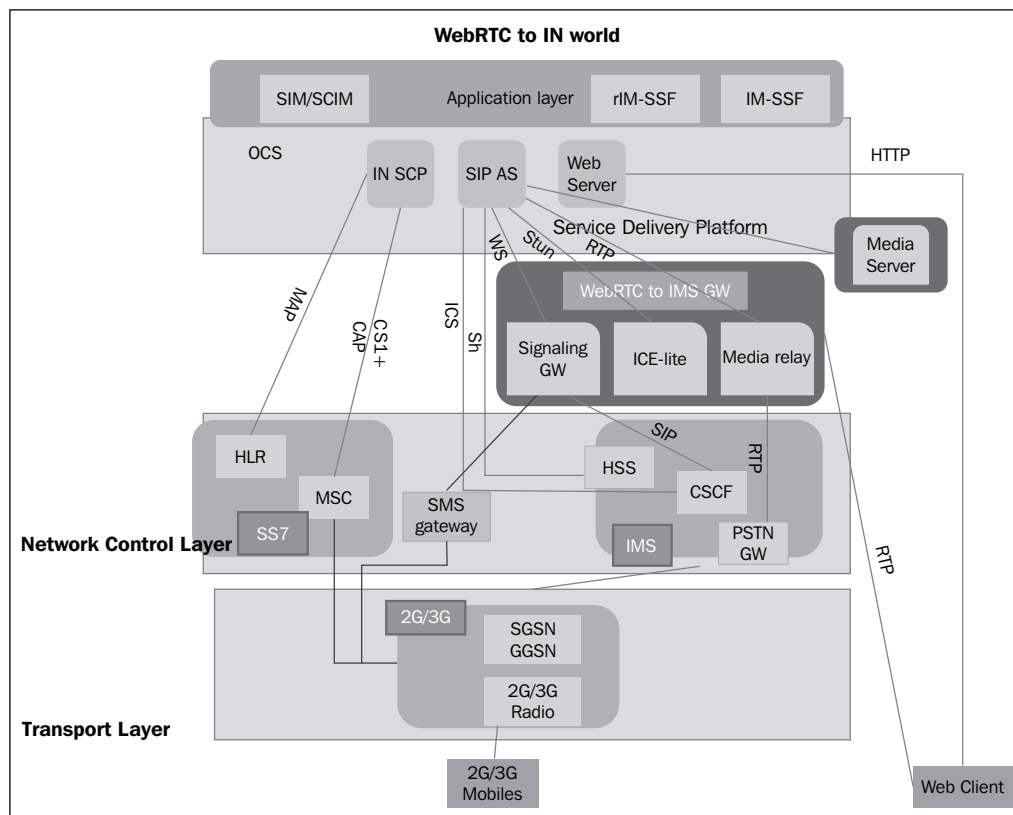 WebRTC to IN world
SIM/SCIM
Application layer
rIM-SSF
IM-SSF
OCS
IN SCP
SIP AS
Web
Server
HTTP
Service Delivery Platform
Media
Server
MAP
CS1+
CAP
ICS
Sh
WS
Stun
RTP
WebRTC to IMS GW
Signaling
GW
ICE-lite
Media relay
HLR
MSC
SS7
SMS
gateway
SIP
RTP
HSS
CSCF
IMS
PSTN
GW
Network Control Layer
RTP
2G/3G
SGSN
GGSN
2G/3G
Radio
Transport Layer
2G/3G
Mobiles
Web Client